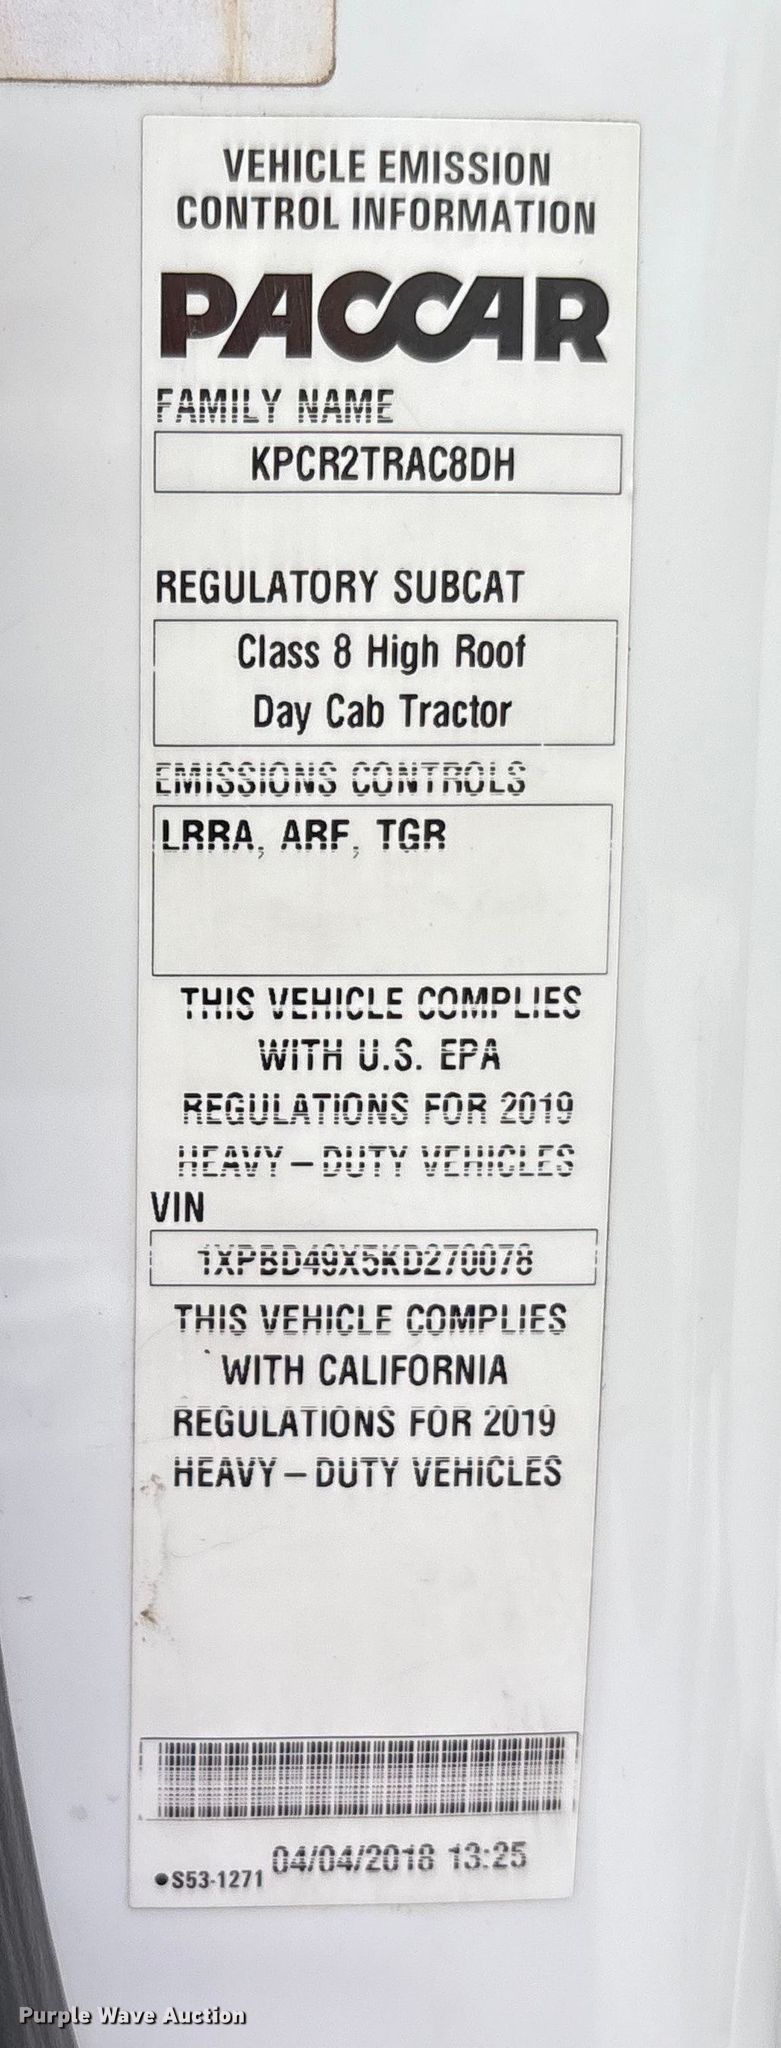 VEHICLE EMISSION
CONTROL INFORMATION
PACCAR
FAMILY NAME
KPCR2TRAC8DH
REGULATORY SUBCAT
Class 8 High Roof
Day Cab Tractor
EMISSIONS CONTROLS
LRRA, ARF, TGR
THIS VEHICLE COMPLIES
WITH U.S. EPA
REGULATIONS FOR 2019
HEAVY – DUTY VEHICLES
VIN
1XPBD49X5KD270078
THIS VEHICLE COMPLIES
WITH CALIFORNIA
REGULATIONS FOR 2019
HEAVY – DUTY VEHICLES
04/04/2018 13:25
●S53-1271
Purple Wave Auction